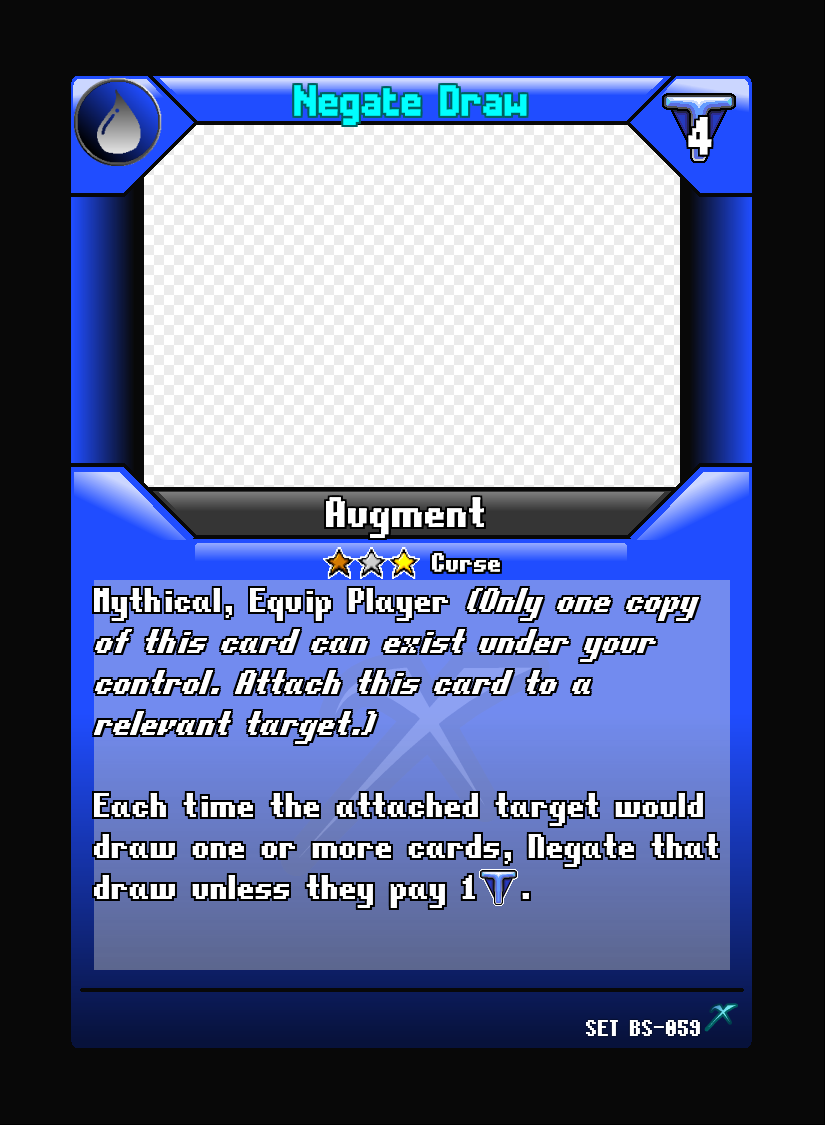 Negate Draw
4
Augment
Curse
Mythical, Equip Player (Only one copy
of this card can exist under your
control. Attach this card to a
relevant target.)
Each time the attached target would
draw one or more cards, Negate that
draw unless they pay 1T.
SET BS-059